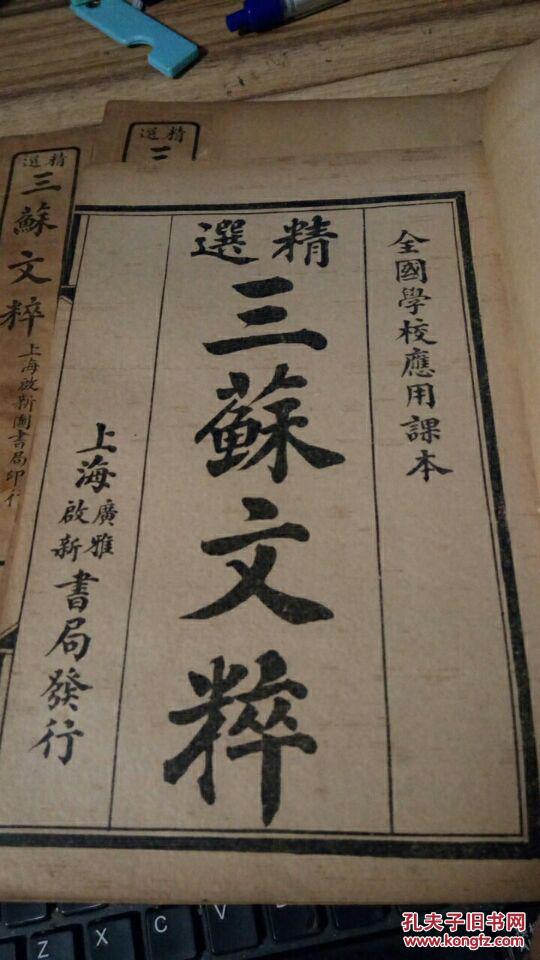 全國學校應用課本
精選
三蘇文粹
上海廣雅啟新書局發行
精選
三蘇文粹
上海啟新圖書局印行
精選
三
Z
X
C
V
B
N
孔夫子旧书网
www.kongfz.com